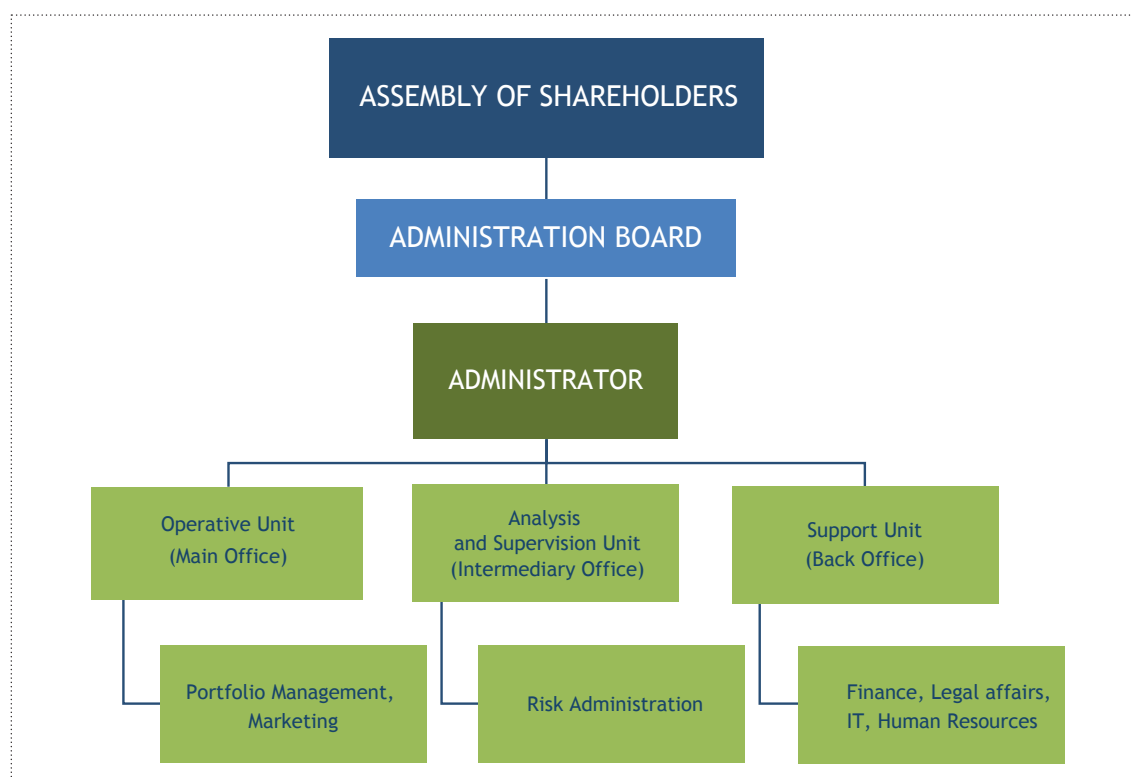 ASSEMBLY OF SHAREHOLDERS
ADMINISTRATION BOARD
ADMINISTRATOR
Operative Unit
(Main Office)
Analysis
and Supervision Unit
(Intermediary Office)
Support Unit
(Back Office)
Portfolio Management,
Marketing
Risk Administration
Finance, Legal affairs,
IT, Human Resources